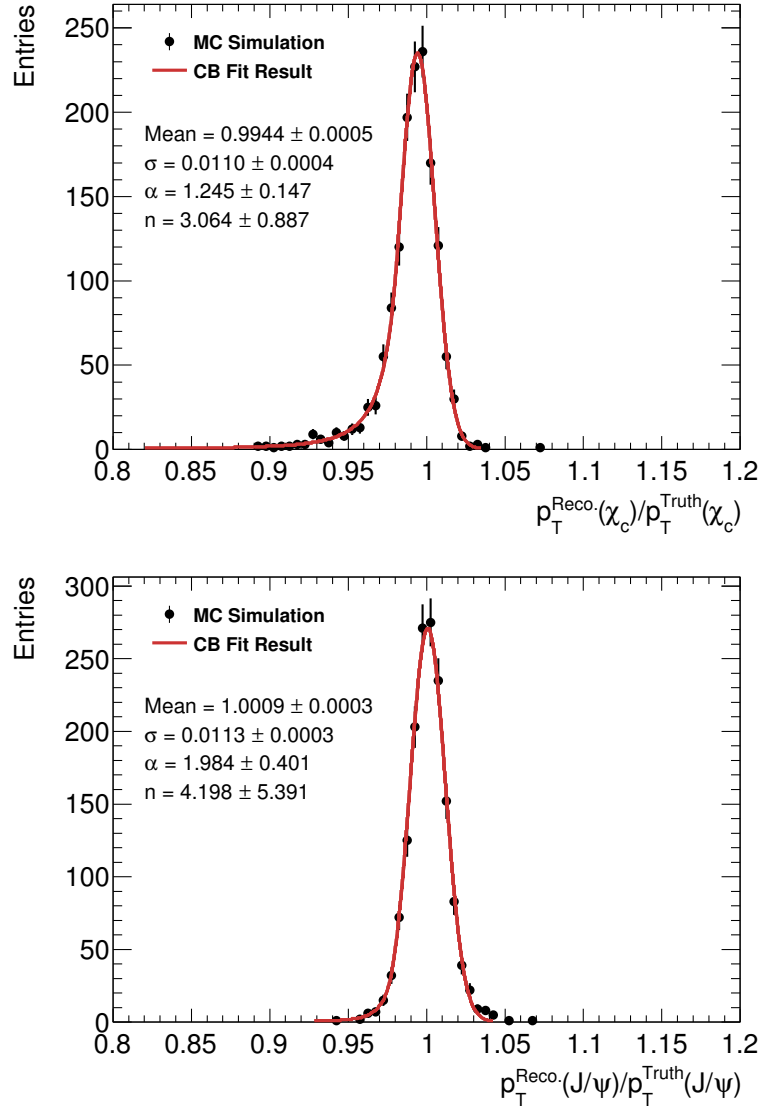 Entries
MC Simulation
CB Fit Result
Mean = 0.9944 ± 0.0005
σ = 0.0110 ± 0.0004
α = 1.245 ± 0.147
n = 3.064 ± 0.887
250
200
150
100
50
0
0.8 0.85 0.9 0.95 1 1.05 1.1 1.15 1.2
p_T^Reco.(χ_c)/p_T^Truth(χ_c)
Entries
MC Simulation
CB Fit Result
Mean = 1.0009 ± 0.0003
σ = 0.0113 ± 0.0003
α = 1.984 ± 0.401
n = 4.198 ± 5.391
300
250
200
150
100
50
0
0.8 0.85 0.9 0.95 1 1.05 1.1 1.15 1.2
p_T^Reco.(J/ψ)/p_T^Truth(J/ψ)